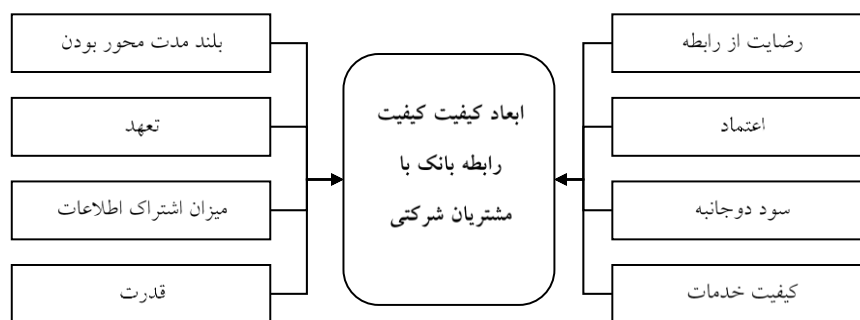 رضایت از رابطه
اعتماد
سود دوجانبه
کیفیت خدمات
ابعاد کیفیت کیفیت
رابطه بانک با
مشتریان شرکتی
بلند مدت محور بودن
تعهد
میزان اشتراک اطلاعات
قدرت